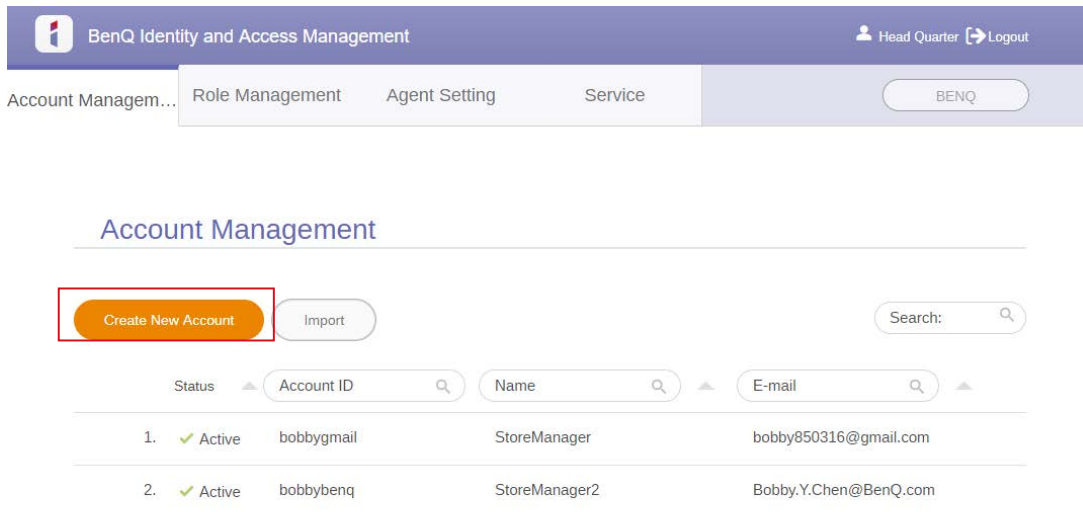 BenQ Identity and Access Management Head Quarter Logout
Account Managem... Role Management Agent Setting Service BENQ
Account Management
Create New Account Import Search:
Status Account ID Name E-mail
1. Active bobbygmail StoreManager bobby850316@gmail.com
2. Active bobbybenq StoreManager2 Bobby.Y.Chen@BenQ.com